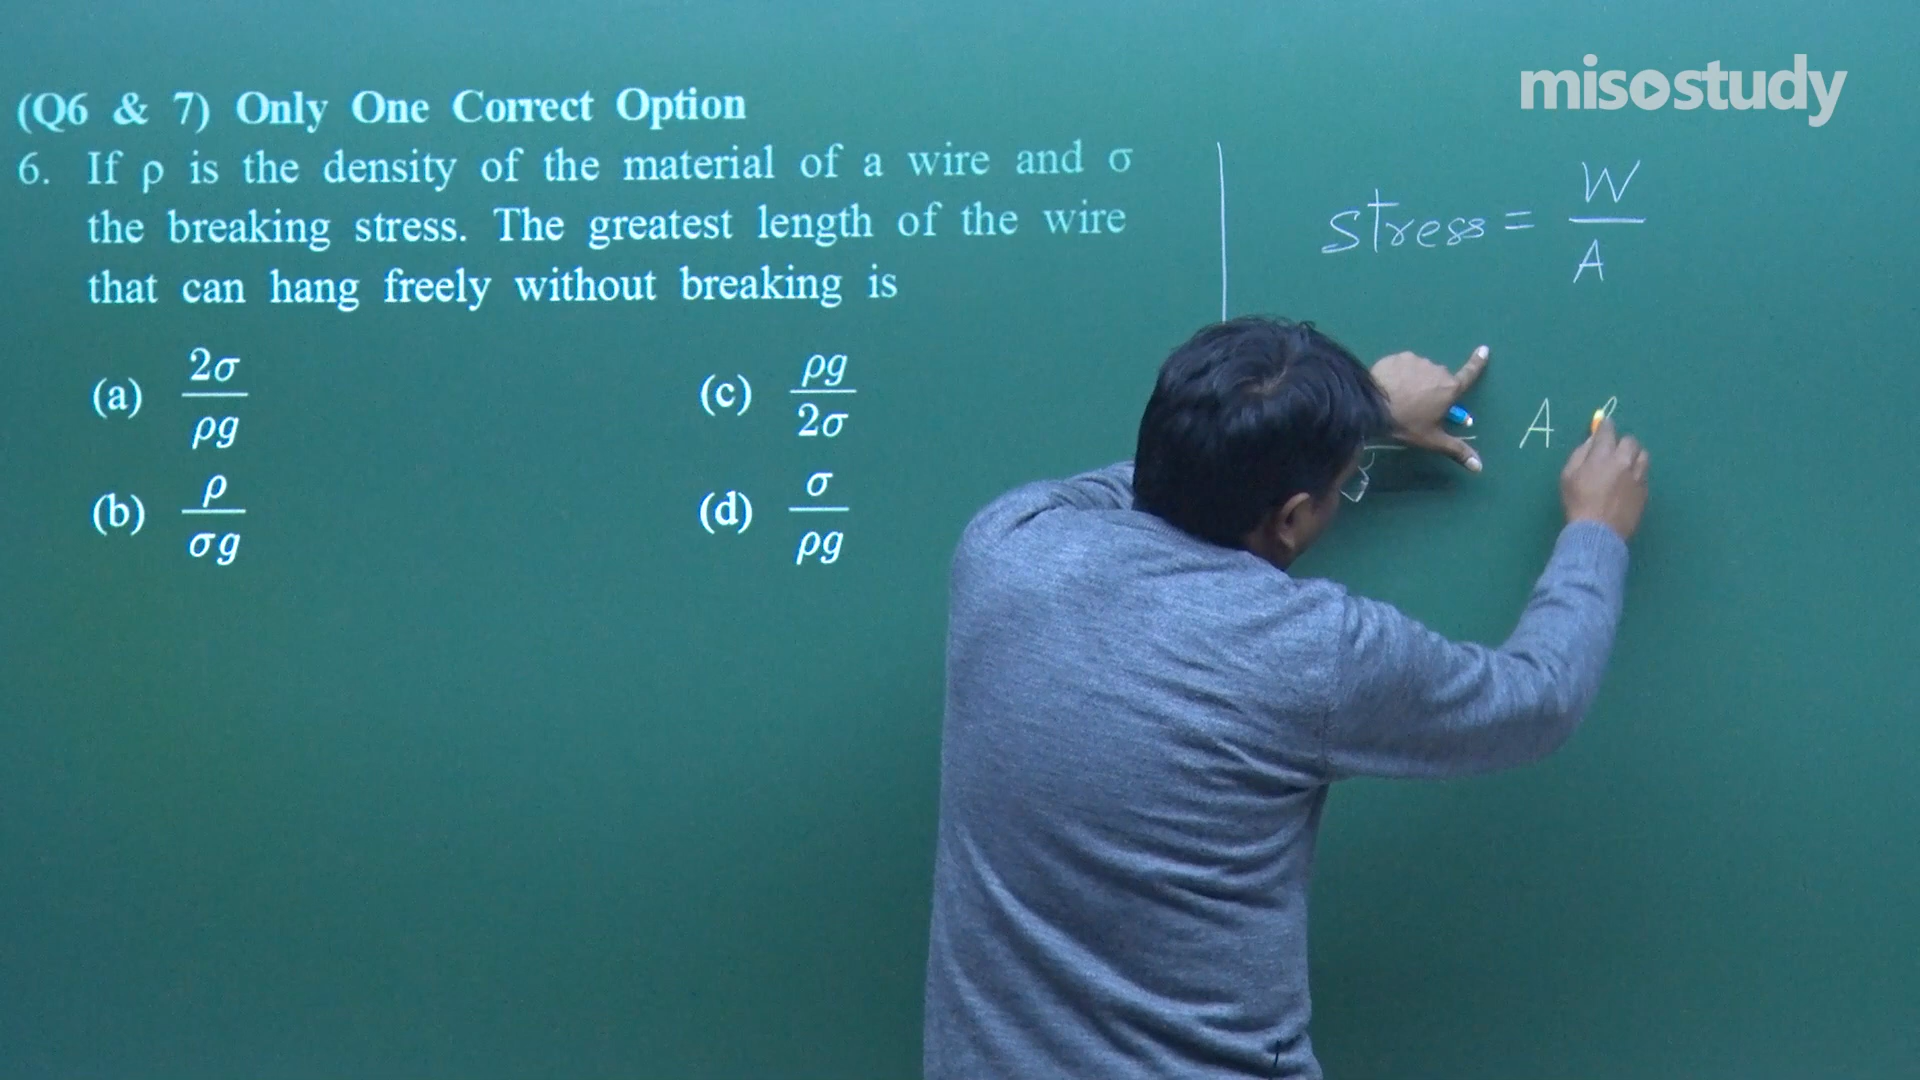 misostudy
(Q6 & 7) Only One Correct Option
6. If ρ is the density of the material of a wire and σ
the breaking stress. The greatest length of the wire
that can hang freely without breaking is
(a) 2σ/ρg
(c) ρg/2σ
(b) ρ/σg
(d) σ/ρg
stress = W/A
A